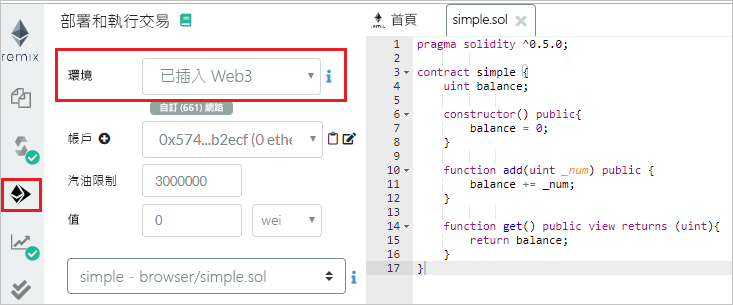 remix
部署和執行交易
環境
已插入 Web3
自訂 (661) 網路
帳戶
0x574...b2ecf (0 ethe
汽油限制
3000000
值
0
wei
simple - browser/simple.sol
首頁
simple.sol
1 pragma solidity ^0.5.0;
2
3 contract simple {
4     uint balance;
5
6     constructor() public{
7         balance = 0;
8     }
9
10     function add(uint _num) public {
11         balance += _num;
12     }
13
14     function get() public view returns (uint){
15         return balance;
16     }
17 }